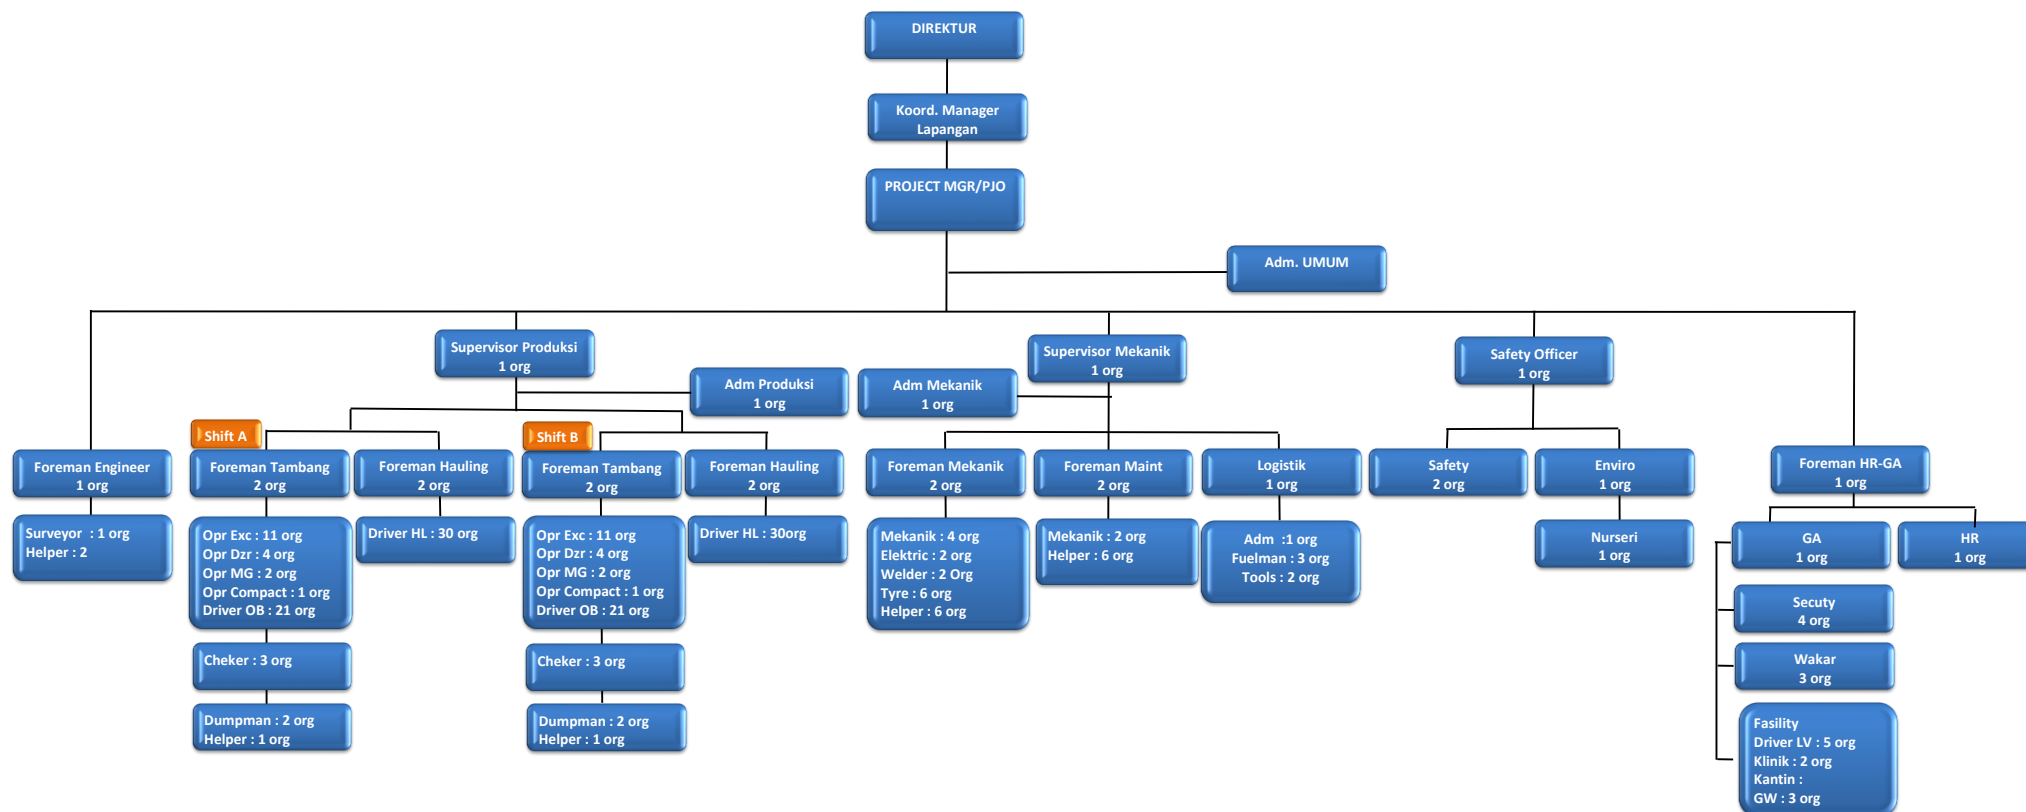 DIREKTUR
Koord. Manager
Lapangan
PROJECT MGR/PJO
Adm. UMUM
Supervisor Produksi
1 org
Supervisor Mekanik
1 org
Safety Officer
1 org
Adm Produksi
1 org
Adm Mekanik
1 org
Shift A
Shift B
Foreman Engineer
1 org
Foreman Tambang
2 org
Foreman Hauling
2 org
Foreman Tambang
2 org
Foreman Hauling
2 org
Foreman Mekanik
2 org
Foreman Maint
2 org
Logistik
1 org
Safety
2 org
Enviro
1 org
Foreman HR-GA
1 org
Surveyor : 1 org
Helper : 2
Opr Exc : 11 org
Opr Dzr : 4 org
Opr MG : 2 org
Opr Compact : 1 org
Driver OB : 21 org
Driver HL : 30 org
Opr Exc : 11 org
Opr Dzr : 4 org
Opr MG : 2 org
Opr Compact : 1 org
Driver OB : 21 org
Driver HL : 30org
Mekanik : 4 org
Elektric : 2 org
Welder : 2 Org
Tyre : 6 org
Helper : 6 org
Mekanik : 2 org
Helper : 6 org
Adm :1 org
Fuelman : 3 org
Tools : 2 org
Nurseri
1 org
GA
1 org
HR
1 org
Secuty
4 org
Cheker : 3 org
Cheker : 3 org
Wakar
3 org
Dumpman : 2 org
Helper : 1 org
Dumpman : 2 org
Helper : 1 org
Fasility
Driver LV : 5 org
Klinik : 2 org
Kantin :
GW : 3 org